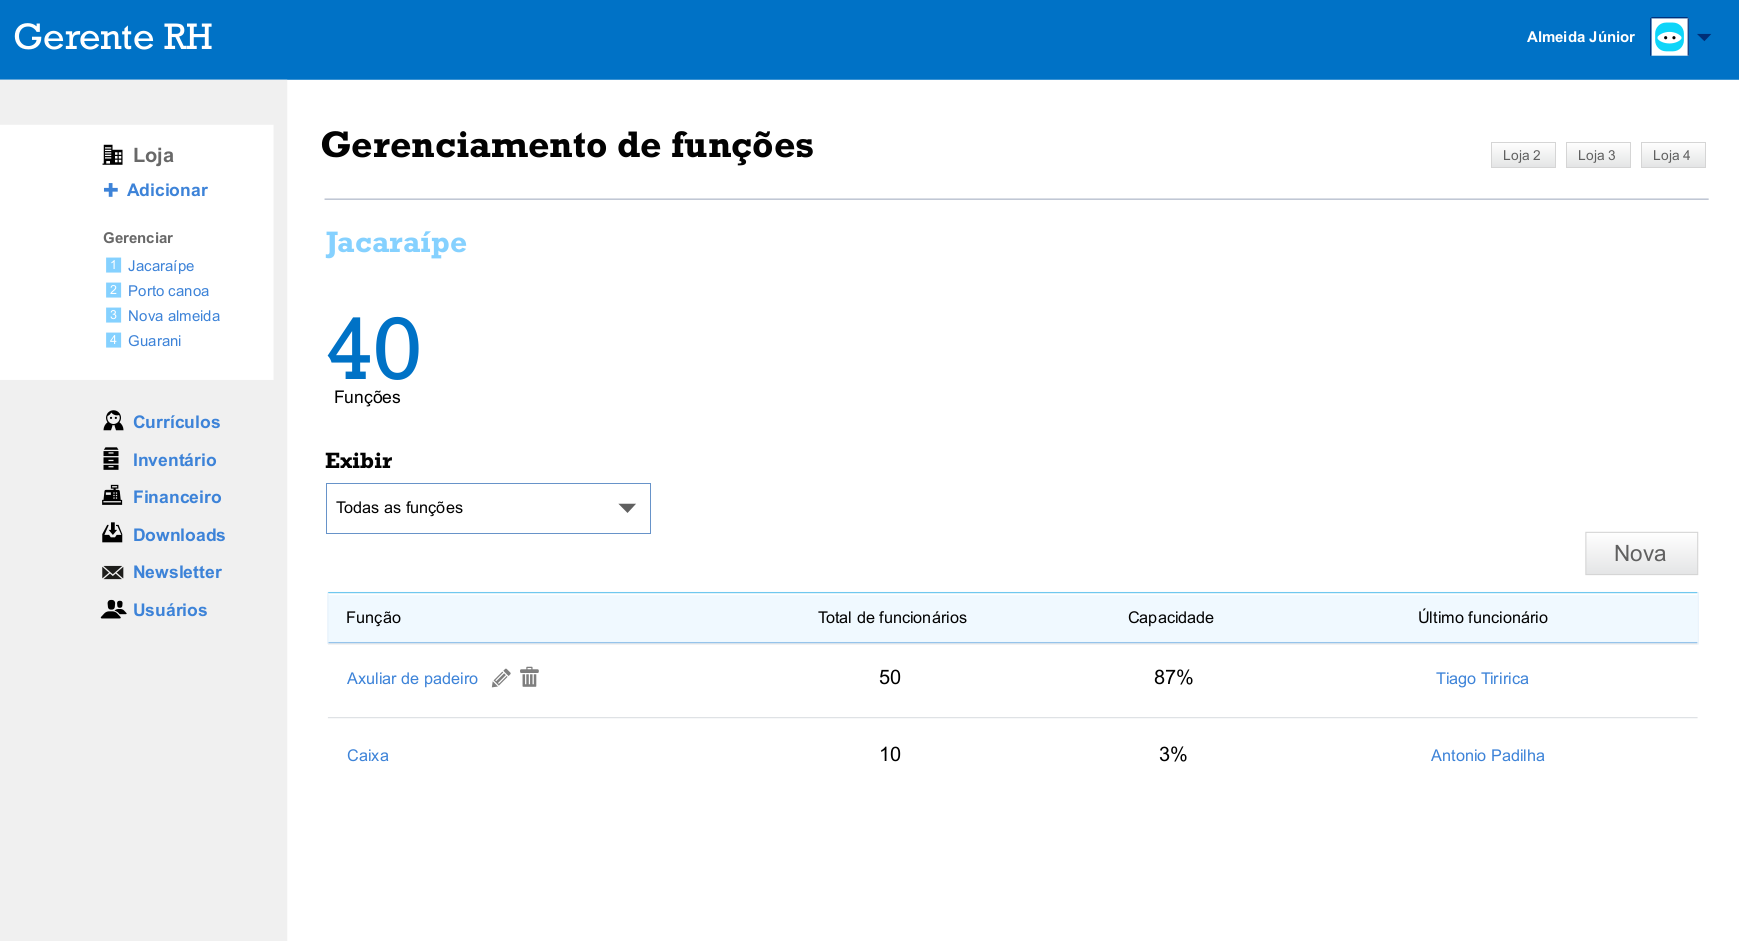 Gerente RH
Almeida Júnior
Loja
Adicionar
Gerenciar
1 Jacaraípe
2 Porto canoa
3 Nova almeida
4 Guarani
Currículos
Inventário
Financeiro
Downloads
Newsletter
Usuários
Gerenciamento de funções
Loja 2 Loja 3 Loja 4
Jacaraípe
40
Funções
Exibir
Todas as funções
Nova
Função Total de funcionários Capacidade Último funcionário
Axuliar de padeiro 50 87% Tiago Tiririca
Caixa 10 3% Antonio Padilha